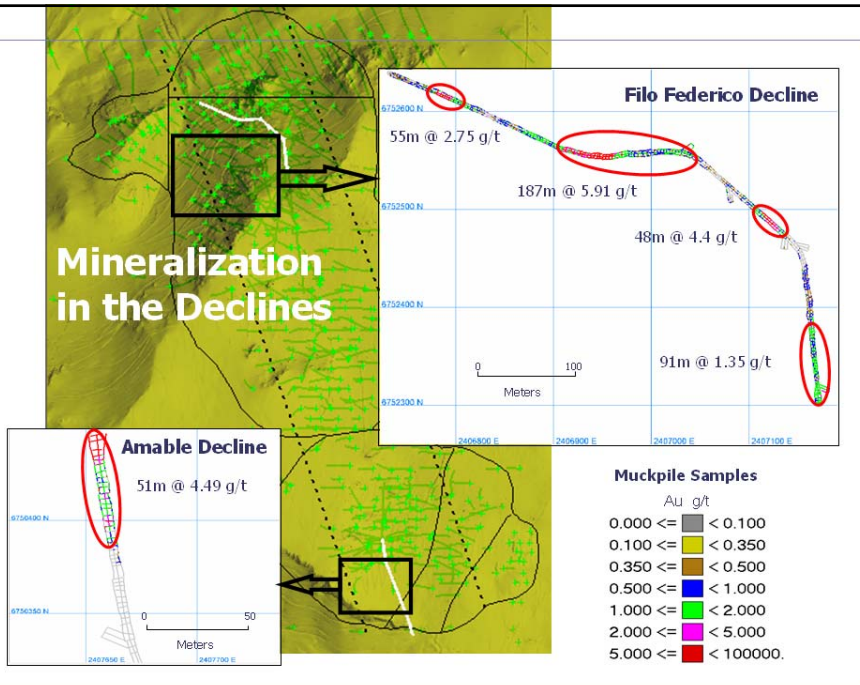 Mineralization
in the Declines
Filo Federico Decline
6752600 N
55m @ 2.75 g/t
187m @ 5.91 g/t
6752500 N
48m @ 4.4 g/t
6752400 N
91m @ 1.35 g/t
0 100
Meters
6752300 N
2406800 E 2406900 E 2407000 E 2407100 E
Amable Decline
51m @ 4.49 g/t
6750400 N
6750350 N
0 50
Meters
2407650 E 2407700 E
Muckpile Samples
Au g/t
0.000 <= < 0.100
0.100 <= < 0.350
0.350 <= < 0.500
0.500 <= < 1.000
1.000 <= < 2.000
2.000 <= < 5.000
5.000 <= < 100000.